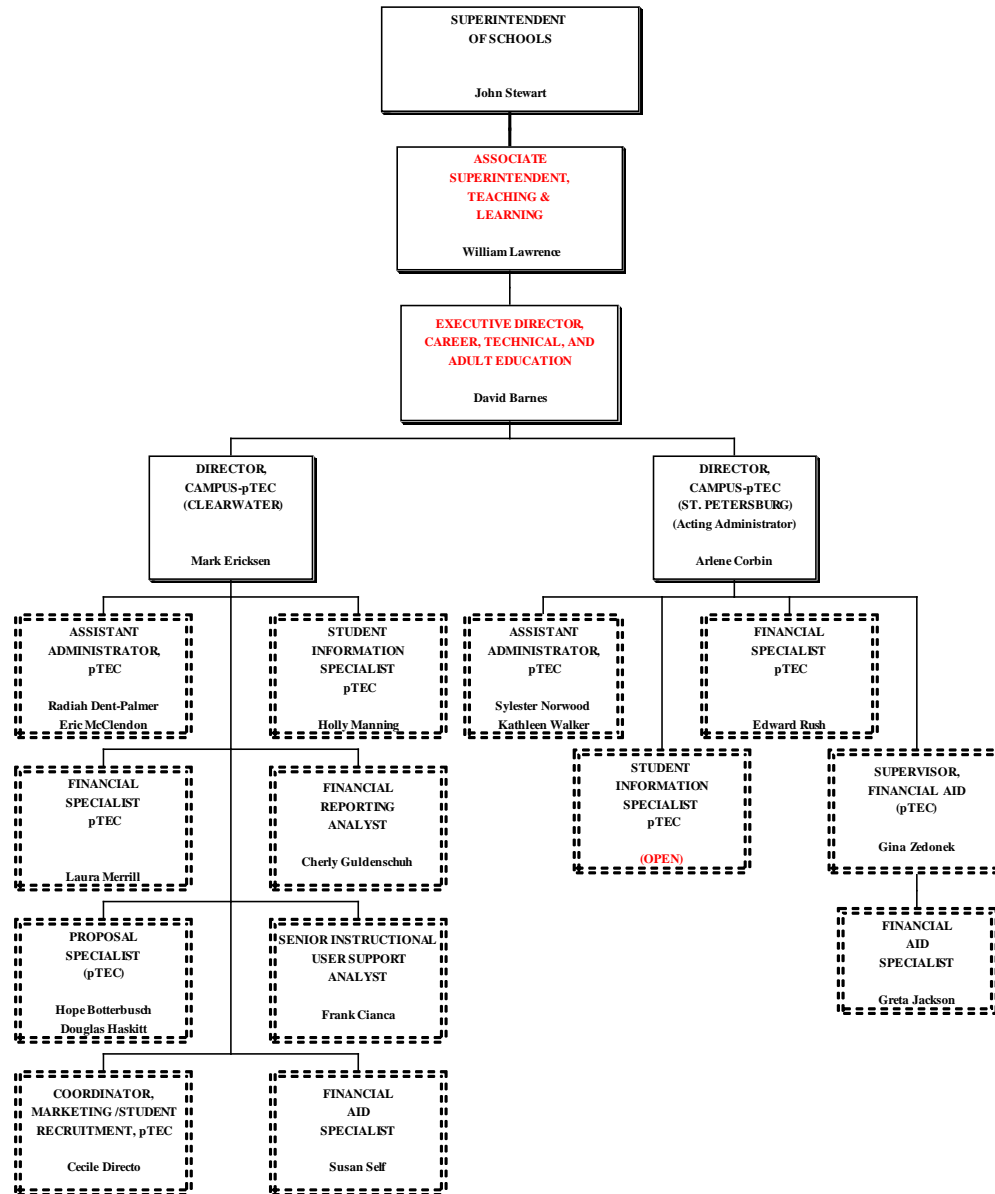 SUPERINTENDENT
OF SCHOOLS
John Stewart
ASSOCIATE
SUPERINTENDENT,
TEACHING &
LEARNING
William Lawrence
EXECUTIVE DIRECTOR,
CAREER, TECHNICAL, AND
ADULT EDUCATION
David Barnes
DIRECTOR,
CAMPUS-pTEC
(CLEARWATER)
Mark Ericksen
DIRECTOR,
CAMPUS-pTEC
(ST. PETERSBURG)
(Acting Administrator)
Arlene Corbin
ASSISTANT
ADMINISTRATOR,
pTEC
Radiah Dent-Palmer
Eric McClendon
STUDENT
INFORMATION
SPECIALIST
pTEC
Holly Manning
ASSISTANT
ADMINISTRATOR,
pTEC
Sylester Norwood
Kathleen Walker
FINANCIAL
SPECIALIST
pTEC
Edward Rush
FINANCIAL
SPECIALIST
pTEC
Laura Merrill
FINANCIAL
REPORTING
ANALYST
Cherly Guldenschuh
STUDENT
INFORMATION
SPECIALIST
pTEC
(OPEN)
SUPERVISOR,
FINANCIAL AID
(pTEC)
Gina Zedonek
PROPOSAL
SPECIALIST
(pTEC)
Hope Botterbusch
Douglas Haskitt
SENIOR INSTRUCTIONAL
USER SUPPORT
ANALYST
Frank Cianca
FINANCIAL
AID
SPECIALIST
Greta Jackson
COORDINATOR,
MARKETING /STUDENT
RECRUITMENT, pTEC
Cecile Directo
FINANCIAL
AID
SPECIALIST
Susan Self